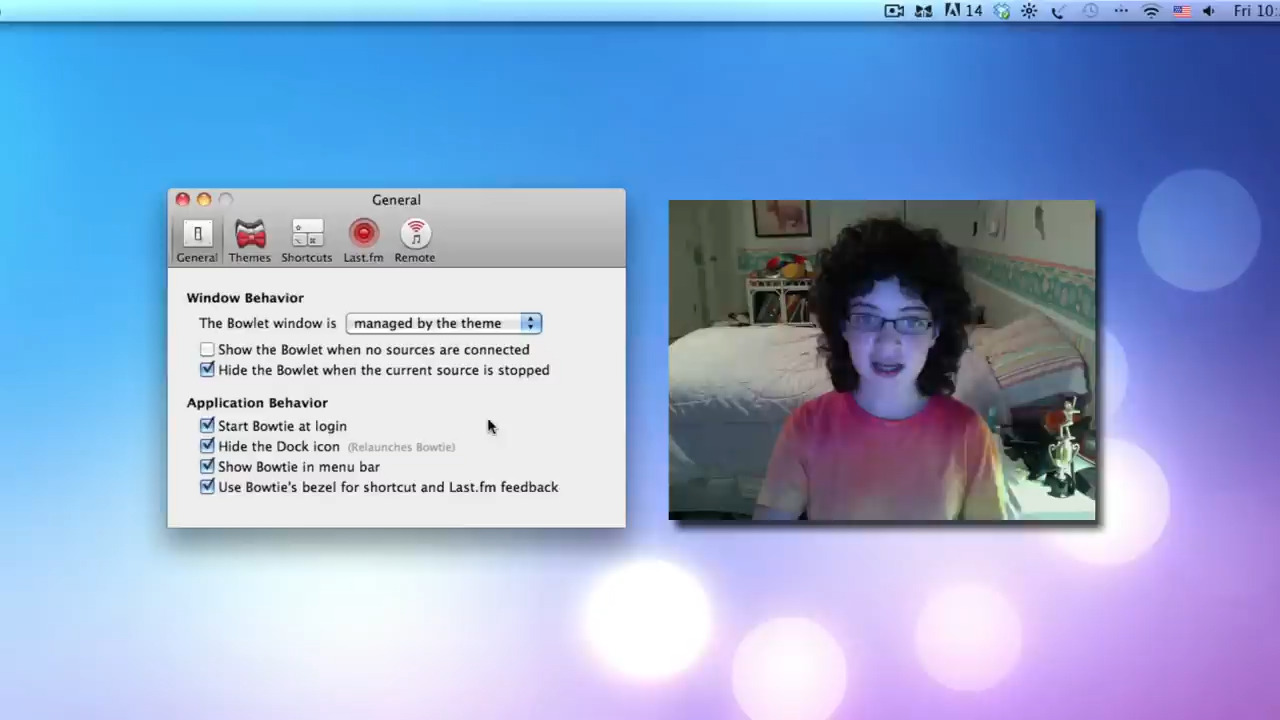 14
Fri 10:
General
General Themes Shortcuts Last.fm Remote
Window Behavior
The Bowlet window is managed by the theme
Show the Bowlet when no sources are connected
Hide the Bowlet when the current source is stopped
Application Behavior
Start Bowtie at login
Hide the Dock icon (Relaunches Bowtie)
Show Bowtie in menu bar
Use Bowtie's bezel for shortcut and Last.fm feedback